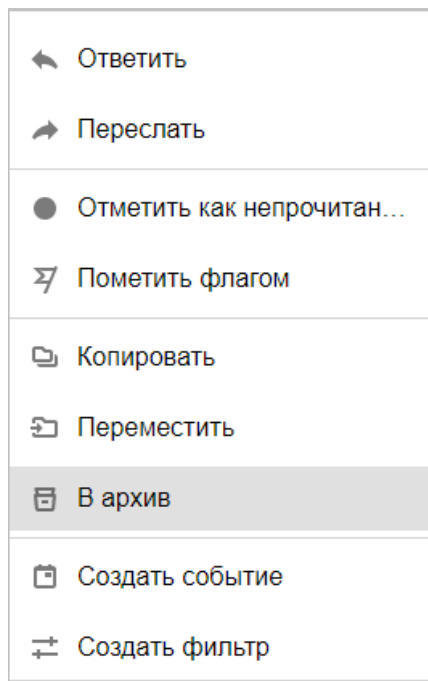 Ответить
Переслать
Отметить как непрочитан...
Пометить флагом
Копировать
Переместить
В архив
Создать событие
Создать фильтр